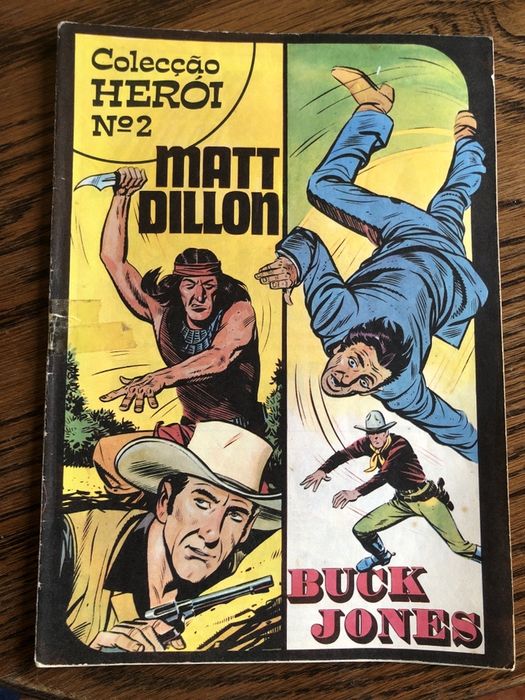 Colecção
HERÓI
Nº2
MATT
DILLON
BUCK
JONES